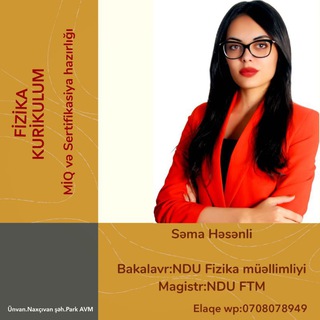 FİZİKA
KURİKULUM
MİQ və Sertifikasiya hazırlığı
Səma Həsənli
Bakalavr:NDU Fizika müəllimliyi
Magistr:NDU FTM
Ünvan.Naxçıvan şəh.Park AVM
Elaqe wp:0708078949